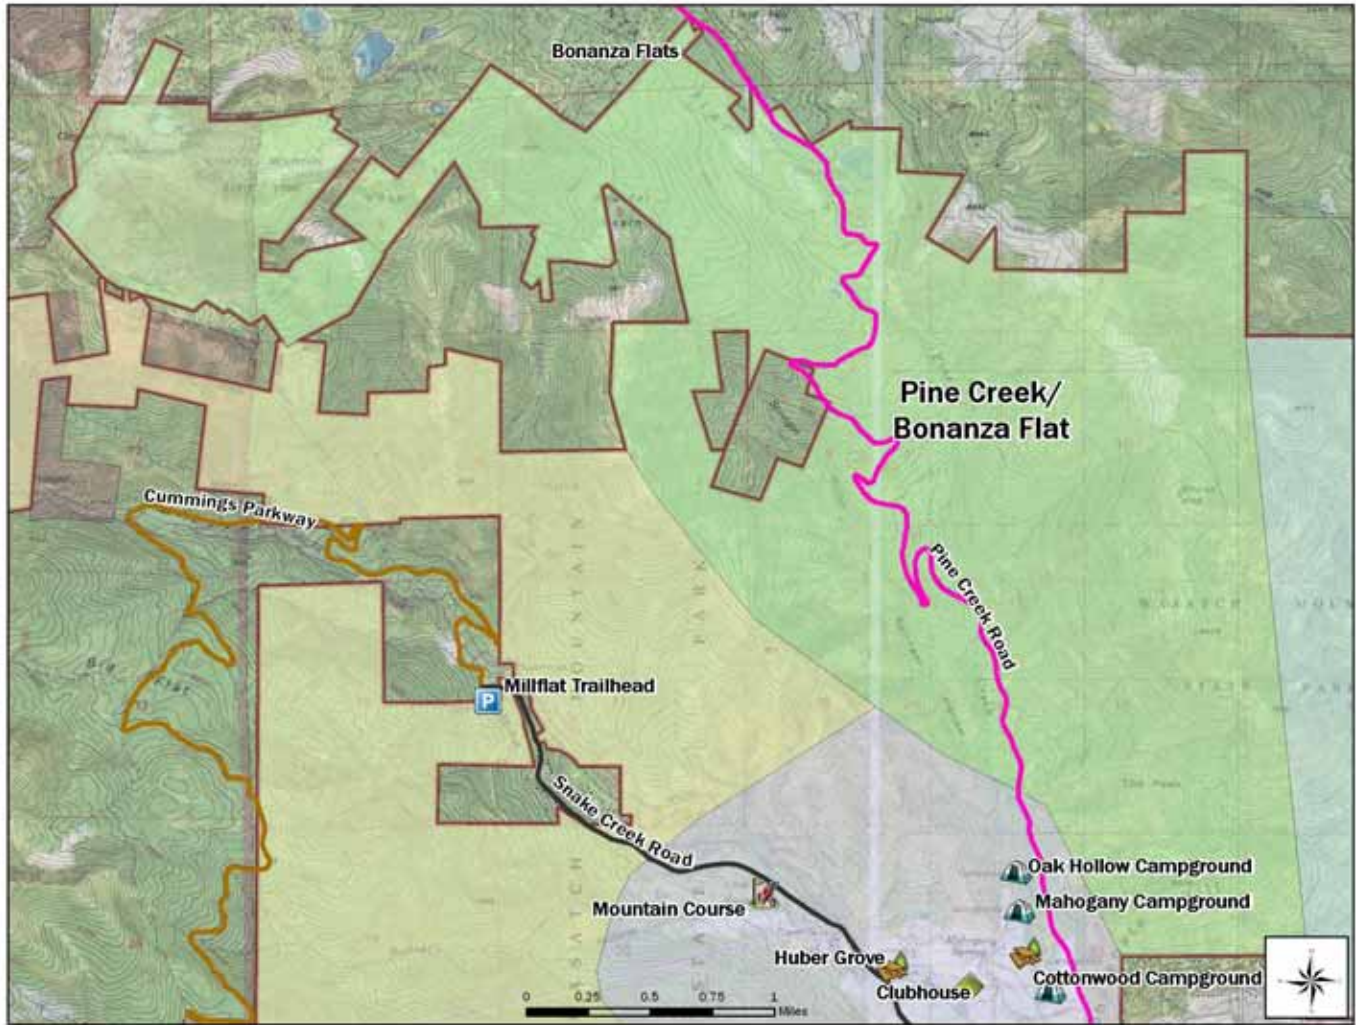 Bonanza Flats
Pine Creek/
Bonanza Flat
Cummings Parkway
Pine Creek Road
MOUNTAIN
PARK
Millflat Trailhead
P
Snake Creek Road
Oak Hollow Campground
Mahogany Campground
Mountain Course
Huber Grove
Cottonwood Campground
Clubhouse
0 0.25 0.5 0.75 1
Miles